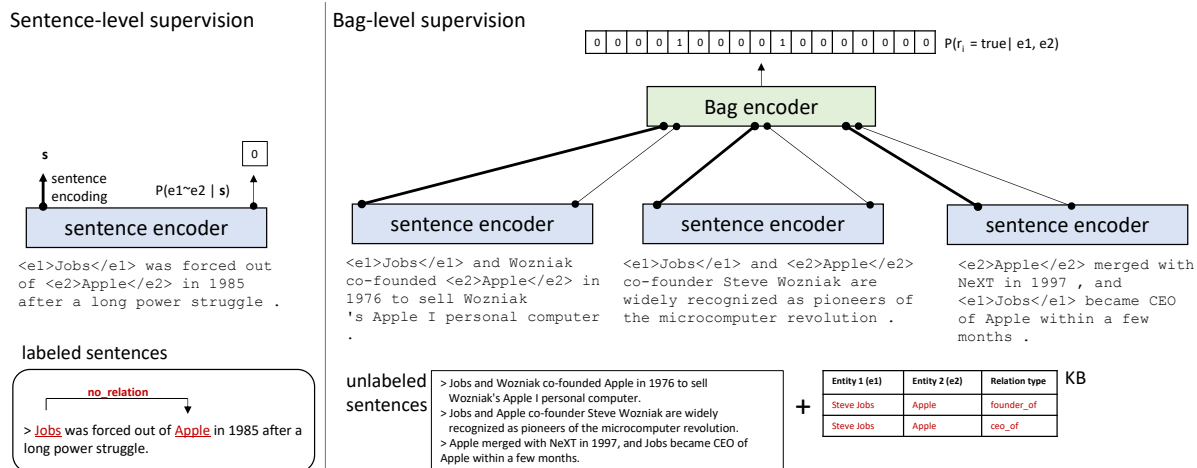 Sentence-level supervision
s
0
sentence
encoding
P(e1~e2 | s)
sentence encoder
<e1>Jobs</e1> was forced out
of <e2>Apple</e2> in 1985
after a long power struggle .
labeled sentences
no_relation
> Jobs was forced out of Apple in 1985 after a
long power struggle.
Bag-level supervision
0 0 0 0 1 0 0 0 0 1 0 0 0 0 0 0 0
P(ri = true| e1, e2)
Bag encoder
sentence encoder
<e1>Jobs</e1> and Wozniak
co-founded <e2>Apple</e2> in
1976 to sell Wozniak
's Apple I personal computer
.
sentence encoder
<e1>Jobs</e1> and <e2>Apple</e2>
co-founder Steve Wozniak are
widely recognized as pioneers of
the microcomputer revolution .
sentence encoder
<e2>Apple</e2> merged with
NeXT in 1997 , and
<e1>Jobs</e1> became CEO
of Apple within a few
months .
unlabeled
sentences
> Jobs and Wozniak co-founded Apple in 1976 to sell
Wozniak's Apple I personal computer.
> Jobs and Apple co-founder Steve Wozniak are widely
recognized as pioneers of the microcomputer revolution.
> Apple merged with NeXT in 1997, and Jobs became CEO of
Apple within a few months.
+
Entity 1 (e1) Entity 2 (e2) Relation type
Steve Jobs Apple founder_of
Steve Jobs Apple ceo_of
KB